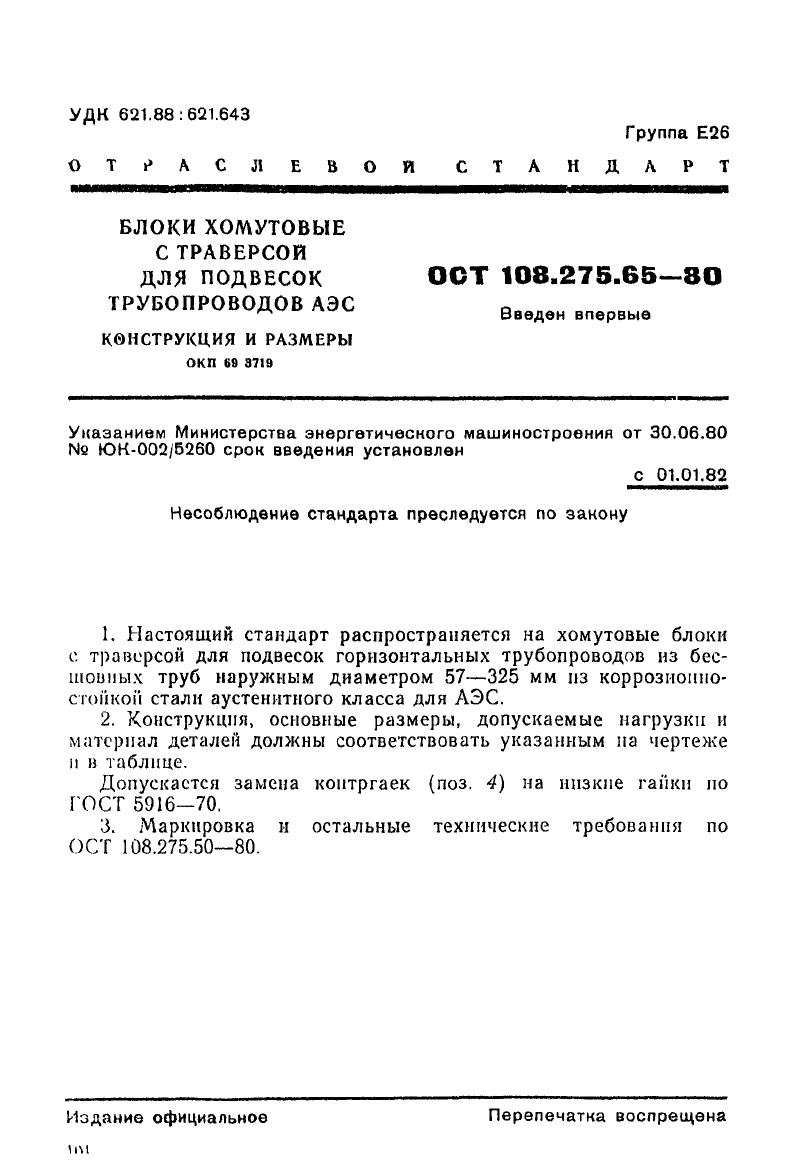 УДК 621.88 : 621.643
Группа Е26
ОТРАСЛЕВОЙ СТАНДАРТ
БЛОКИ ХОМУТОВЫЕ
С ТРАВЕРСОЙ
ДЛЯ ПОДВЕСОК
ТРУБОПРОВОДОВ АЭС
КОНСТРУКЦИЯ И РАЗМЕРЫ
ОКП 69 3719
ОСТ 108.275.65—80
Введен впервые
Указанием Министерства энергетического машиностроения от 30.06.80
№ ЮК-002/5260 срок введения установлен
с 01.01.82
Несоблюдение стандарта преследуется по закону
1. Настоящий стандарт распространяется на хомутовые блоки
с траверсой для подвесок горизонтальных трубопроводов из бес-
шовных труб наружным диаметром 57—325 мм из коррозионно-
стойкой стали аустенитного класса для АЭС.
2. Конструкция, основные размеры, допускаемые нагрузки и
материал деталей должны соответствовать указанным на чертеже
и в таблице.
Допускается замена контргаек (поз. 4) на низкие гайки по
ГОСТ 5916—70.
3. Маркировка и остальные технические требования по
ОСТ 108.275.50—80.
Издание официальное
Перепечатка воспрещена